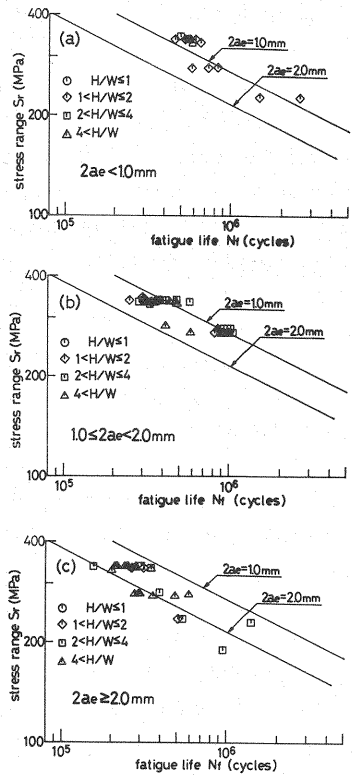 400
(a)
H/W≤1
1<H/W≤2
2<H/W≤4
4<H/W
2ae=1.0mm
2ae=2.0mm
200
2ae<1.0mm
100
10⁵
10⁶
stress range Sr (MPa)
fatigue life Nf (cycles)
400
(b)
H/W≤1
1<H/W≤2
2<H/W≤4
4<H/W
2ae=1.0mm
2ae=2.0mm
200
1.0≤2ae<2.0mm
100
10⁵
10⁶
stress range Sr (MPa)
fatigue life Nf (cycles)
400
(c)
H/W≤1
1<H/W≤2
2<H/W≤4
4<H/W
2ae=1.0mm
2ae=2.0mm
200
2ae≥2.0mm
100
10⁵
10⁶
stress range Sr (MPa)
fatigue life Nf (cycles)